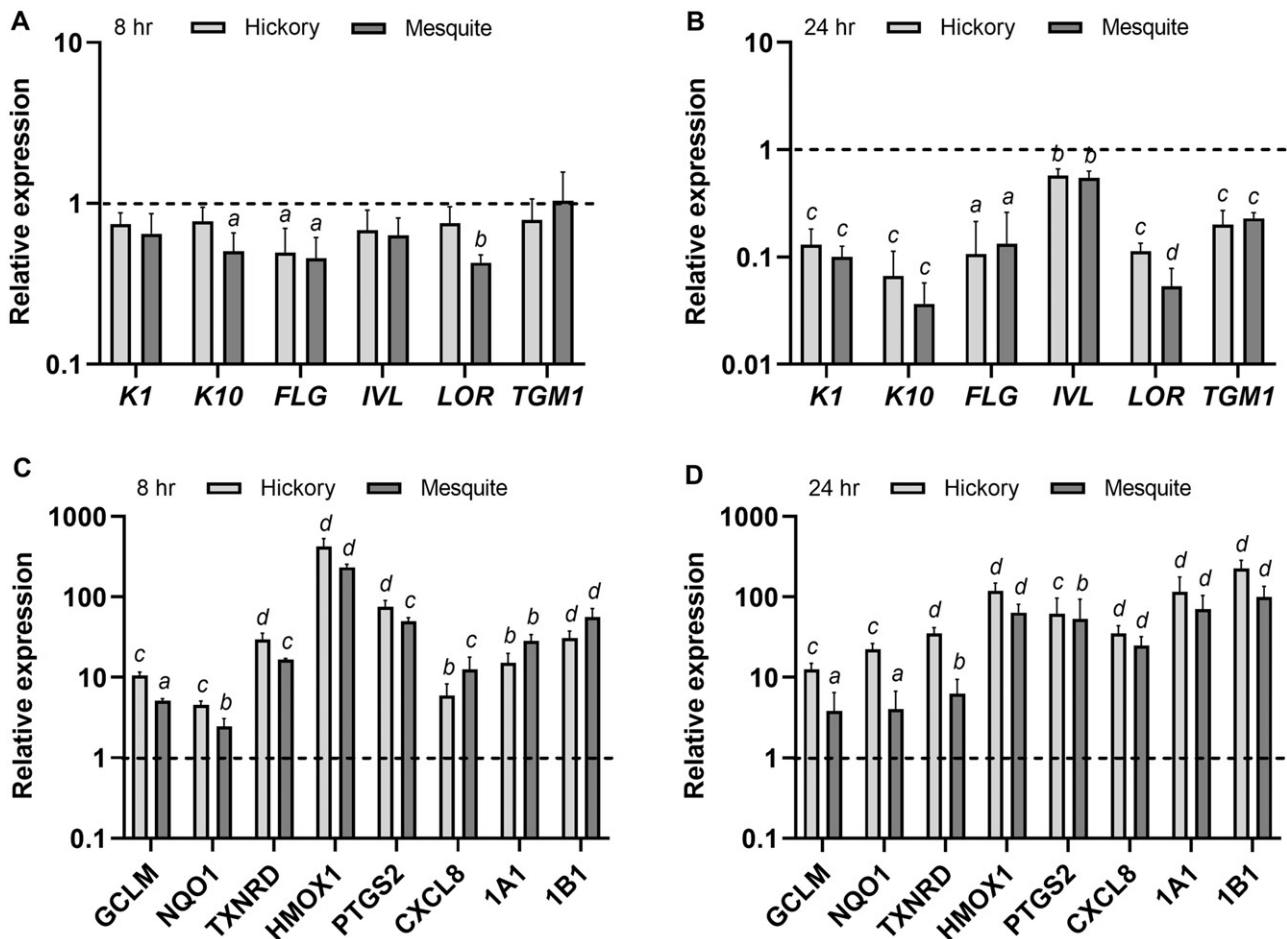 A
8 hr Hickory Mesquite
Relative expression
10
1
0.1
a
a
a
b
K1 K10 FLG IVL LOR TGM1
B
24 hr Hickory Mesquite
Relative expression
10
1
0.1
0.01
c c c c a a b b c d c c
K1 K10 FLG IVL LOR TGM1
C
8 hr Hickory Mesquite
Relative expression
1000
100
10
1
0.1
c a c b d c d d d c b c b b d d
GCLM NQO1 TXNRD HMOX1 PTGS2 CXCL8 1A1 1B1
D
24 hr Hickory Mesquite
Relative expression
1000
100
10
1
0.1
c a c a d b d d c b d d d d d d
GCLM NQO1 TXNRD HMOX1 PTGS2 CXCL8 1A1 1B1